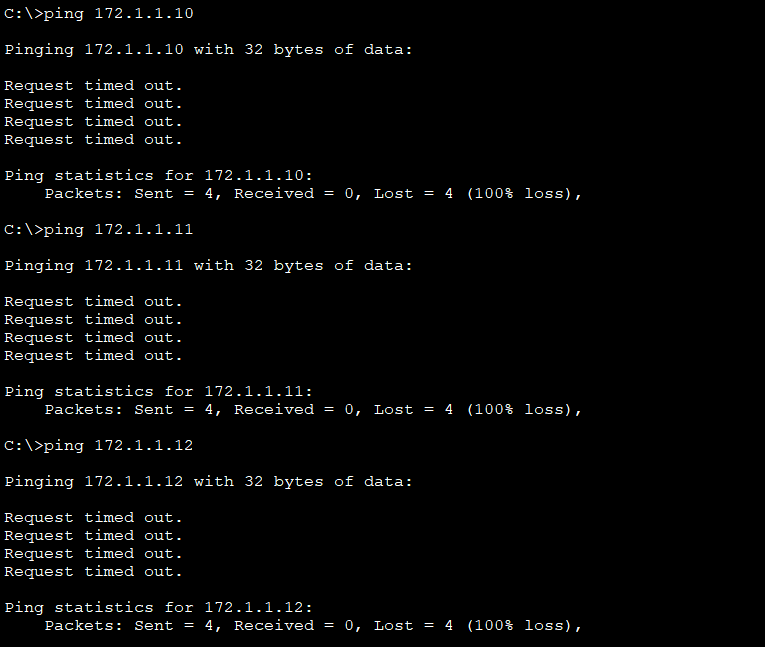 C:\>ping 172.1.1.10
Pinging 172.1.1.10 with 32 bytes of data:
Request timed out.
Request timed out.
Request timed out.
Request timed out.
Ping statistics for 172.1.1.10:
    Packets: Sent = 4, Received = 0, Lost = 4 (100% loss),
C:\>ping 172.1.1.11
Pinging 172.1.1.11 with 32 bytes of data:
Request timed out.
Request timed out.
Request timed out.
Request timed out.
Ping statistics for 172.1.1.11:
    Packets: Sent = 4, Received = 0, Lost = 4 (100% loss),
C:\>ping 172.1.1.12
Pinging 172.1.1.12 with 32 bytes of data:
Request timed out.
Request timed out.
Request timed out.
Request timed out.
Ping statistics for 172.1.1.12:
    Packets: Sent = 4, Received = 0, Lost = 4 (100% loss),